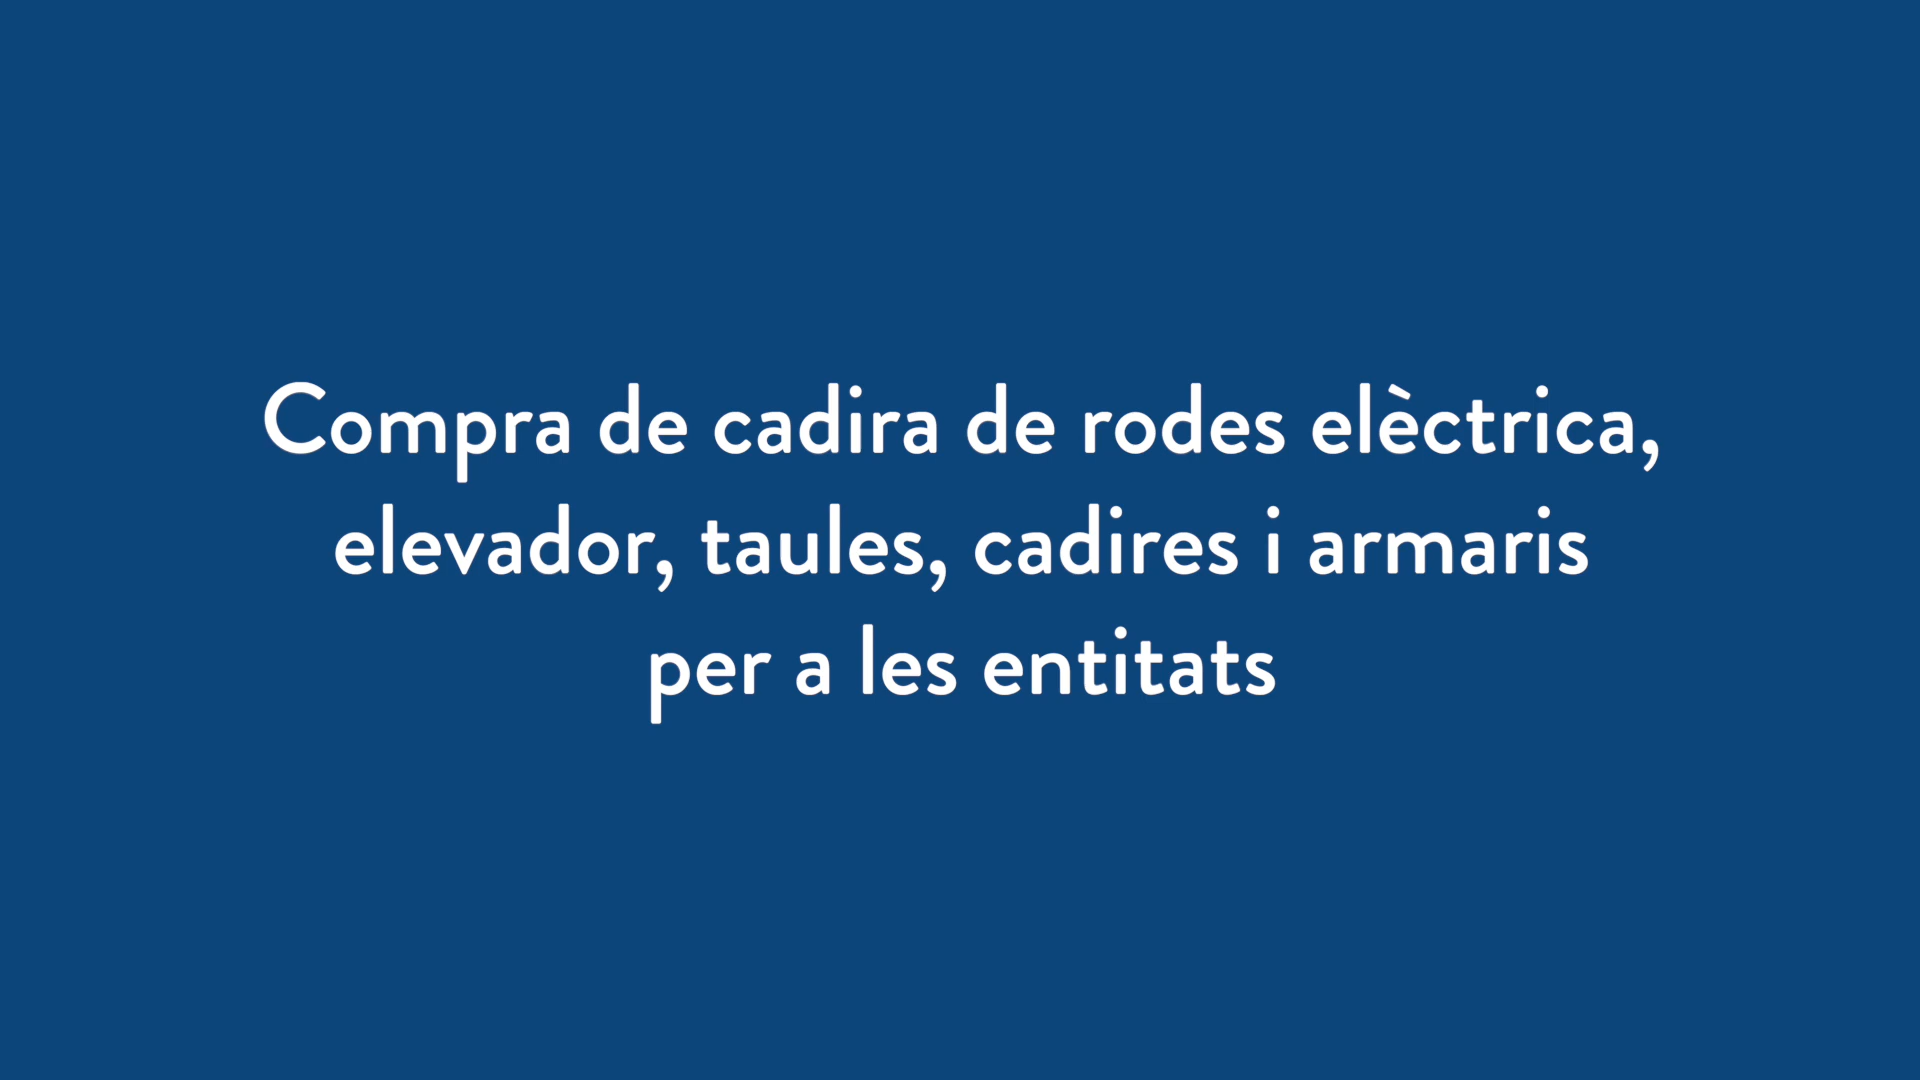 Compra de cadira de rodes elèctrica,
elevador, taules, cadires i armaris
per a les entitats